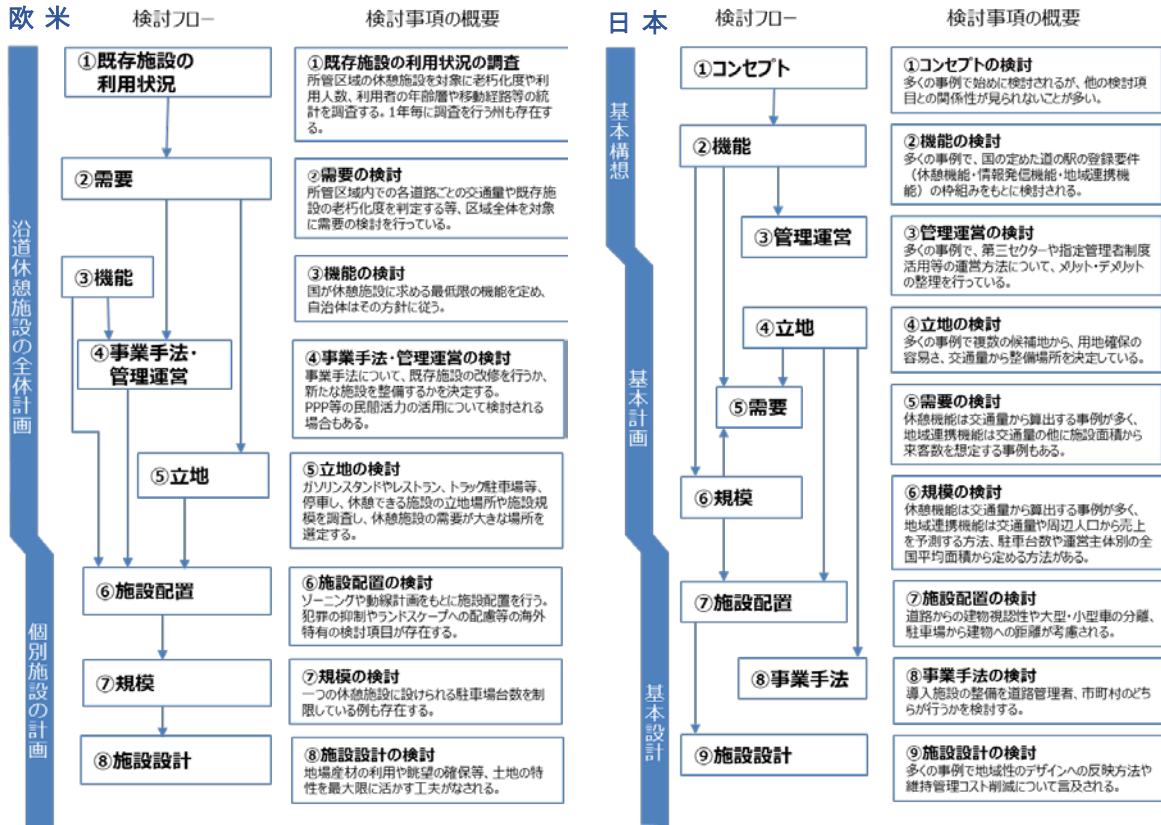 欧米
検討フロー
検討事項の概要
沿道休憩施設の全体計画
個別施設の計画
①既存施設の
利用状況
②需要
③機能
④事業手法・
管理運営
⑤立地
⑥施設配置
⑦規模
⑧施設設計
①既存施設の利用状況の調査
所管区域の休憩施設を対象に老朽化度や利
用人数、利用者の年齢層や移動経路等の統
計を調査する。1年毎に調査を行う州も存在す
る。
②需要の検討
所管区域内での各道路ごとの交通量や既存施
設の老朽化度を判定する等、区域全体を対象
に需要の検討を行っている。
③機能の検討
国が休憩施設に求める最低限の機能を定め、
自治体はその方針に従う。
④事業手法・管理運営の検討
事業手法について、既存施設の改修を行うか、
新たな施設を整備するかを決定する。
PPP等の民間活力の活用について検討される
場合もある。
⑤立地の検討
ガソリンスタンドやレストラン、トラック駐車場等、
停車し、休憩できる施設の立地場所や施設規
模を調査し、休憩施設の需要が大きな場所を
選定する。
⑥施設配置の検討
ゾーニングや動線計画をもとに施設配置を行う。
犯罪の抑制やランドスケープへの配慮等の海外
特有の検討項目が存在する。
⑦規模の検討
一つの休憩施設に設けられる駐車場台数を制
限している例も存在する。
⑧施設設計の検討
地場産材の利用や眺望の確保等、土地の特
性を最大限に活かす工夫がなされる。
日本
検討フロー
検討事項の概要
基本構想
基本計画
基本設計
①コンセプト
②機能
③管理運営
④立地
⑤需要
⑥規模
⑦施設配置
⑧事業手法
⑨施設設計
①コンセプトの検討
多くの事例で始めに検討されるが、他の検討項
目との関係性が見られないことが多い。
②機能の検討
多くの事例で、国の定めた道の駅の登録要件
（休憩機能・情報発信機能・地域連携機
能）の枠組みをもとに検討される。
③管理運営の検討
多くの事例で、第三セクターや指定管理者制度
活用等の運営方法について、メリット・デメリット
の整理を行っている。
④立地の検討
多くの事例で複数の候補地から、用地確保の
容易さ、交通量から整備場所を決定している。
⑤需要の検討
休憩機能は交通量から算出する事例が多く、
地域連携機能は交通量の他に施設面積から
来客数を想定する事例もある。
⑥規模の検討
休憩機能は交通量から算出する事例が多く、
地域連携機能は交通量や周辺人口から売上
を予測する方法、駐車台数や運営主体別の全
国平均面積から定める方法がある。
⑦施設配置の検討
道路からの建物視認性や大型・小型車の分離、
駐車場から建物への距離が考慮される。
⑧事業手法の検討
導入施設の整備を道路管理者、市町村のどち
らが行うかを検討する。
⑨施設設計の検討
多くの事例で地域性のデザインへの反映方法や
維持管理コスト削減について言及される。